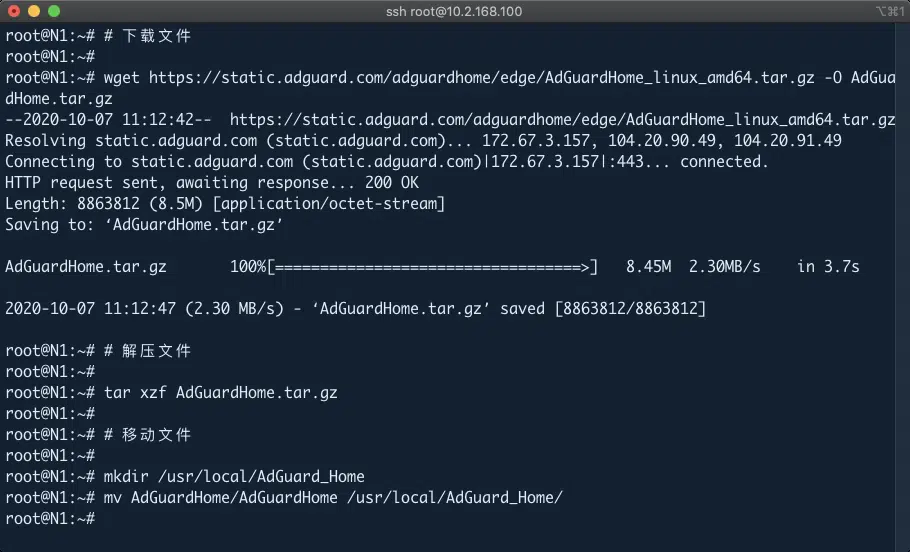 ssh root@10.2.168.100
⌥⌘1
root@N1:~# # 下载文件
root@N1:~#
root@N1:~# wget https://static.adguard.com/adguardhome/edge/AdGuardHome_linux_amd64.tar.gz -O AdGua
dHome.tar.gz
--2020-10-07 11:12:42--  https://static.adguard.com/adguardhome/edge/AdGuardHome_linux_amd64.tar.gz
Resolving static.adguard.com (static.adguard.com)... 172.67.3.157, 104.20.90.49, 104.20.91.49
Connecting to static.adguard.com (static.adguard.com)|172.67.3.157|:443... connected.
HTTP request sent, awaiting response... 200 OK
Length: 8863812 (8.5M) [application/octet-stream]
Saving to: ‘AdGuardHome.tar.gz’
AdGuardHome.tar.gz       100%[==================================>]   8.45M  2.30MB/s    in 3.7s
2020-10-07 11:12:47 (2.30 MB/s) - ‘AdGuardHome.tar.gz’ saved [8863812/8863812]
root@N1:~# # 解压文件
root@N1:~#
root@N1:~# tar xzf AdGuardHome.tar.gz
root@N1:~#
root@N1:~# # 移动文件
root@N1:~#
root@N1:~# mkdir /usr/local/AdGuard_Home
root@N1:~# mv AdGuardHome/AdGuardHome /usr/local/AdGuard_Home/
root@N1:~#